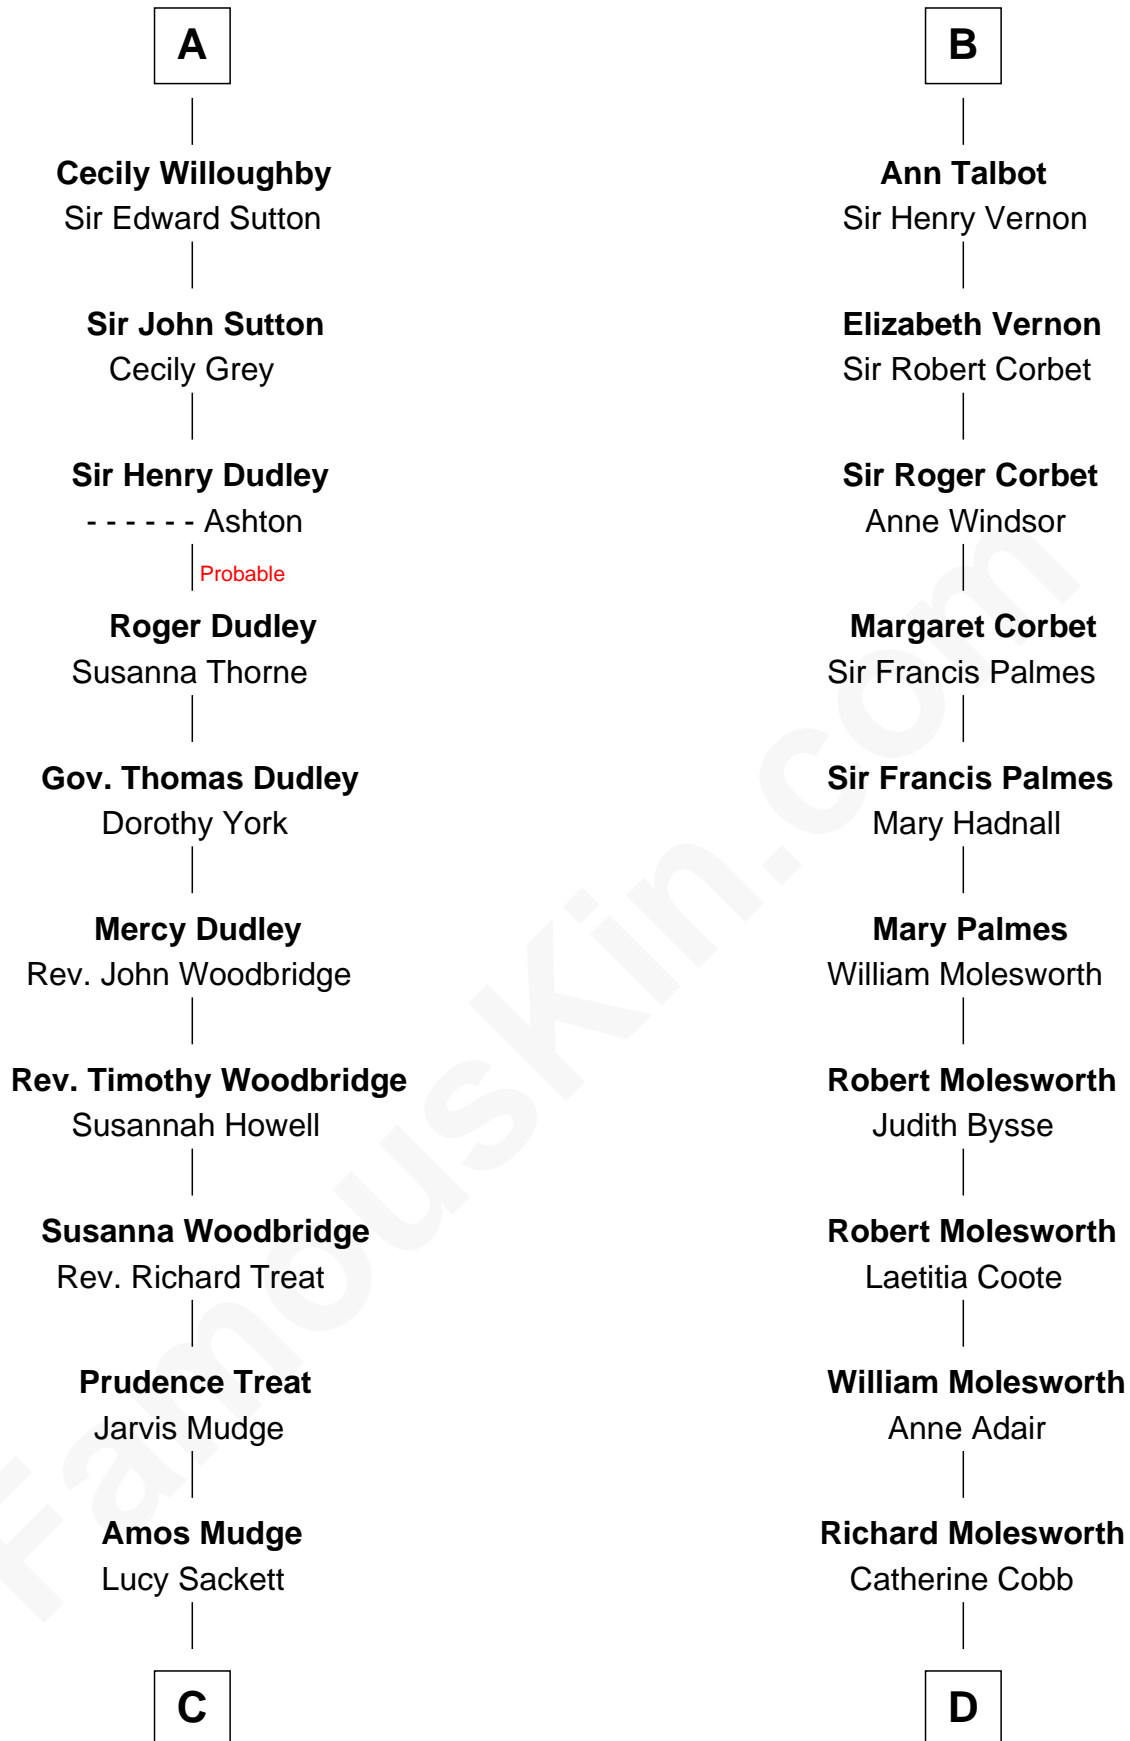 A
Cecily Willoughby
Sir Edward Sutton
Sir John Sutton
Cecily Grey
Sir Henry Dudley
- - - - - - Ashton
Probable
Roger Dudley
Susanna Thorne
Gov. Thomas Dudley
Dorothy York
Mercy Dudley
Rev. John Woodbridge
Rev. Timothy Woodbridge
Susannah Howell
Susanna Woodbridge
Rev. Richard Treat
Prudence Treat
Jarvis Mudge
Amos Mudge
Lucy Sackett
C
B
Ann Talbot
Sir Henry Vernon
Elizabeth Vernon
Sir Robert Corbet
Sir Roger Corbet
Anne Windsor
Margaret Corbet
Sir Francis Palmes
Sir Francis Palmes
Mary Hadnall
Mary Palmes
William Molesworth
Robert Molesworth
Judith Bysse
Robert Molesworth
Laetitia Coote
William Molesworth
Anne Adair
Richard Molesworth
Catherine Cobb
D
FamousKin.com